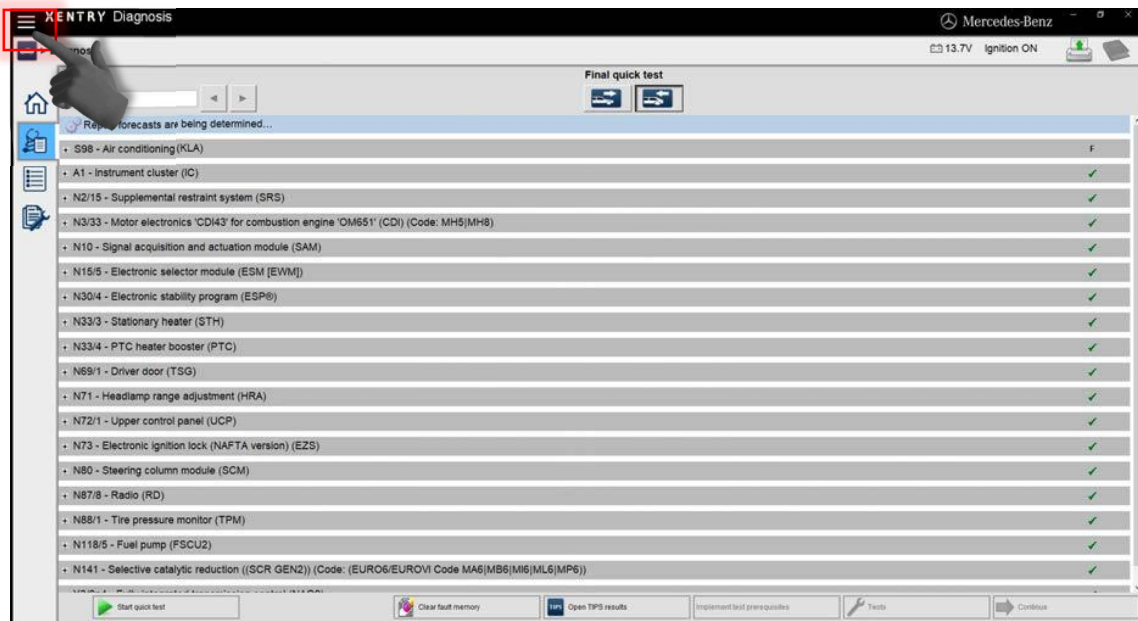 XENTRY Diagnosis
Mercedes-Benz
13.7V Ignition ON
Final quick test
forecasts are being determined...
+ S98 - Air conditioning (KLA) F
+ A1 - Instrument cluster (IC) ✓
+ N2/15 - Supplemental restraint system (SRS) ✓
+ N3/33 - Motor electronics 'CDI43' for combustion engine 'OM651' (CDI) (Code: MH5|MH8) ✓
+ N10 - Signal acquisition and actuation module (SAM) ✓
+ N15/5 - Electronic selector module (ESM [EWM]) ✓
+ N30/4 - Electronic stability program (ESP®) ✓
+ N33/3 - Stationary heater (STH) ✓
+ N33/4 - PTC heater booster (PTC) ✓
+ N69/1 - Driver door (TSG) ✓
+ N71 - Headlamp range adjustment (HRA) ✓
+ N72/1 - Upper control panel (UCP) ✓
+ N73 - Electronic ignition lock (NAFTA version) (EZS) ✓
+ N80 - Steering column module (SCM) ✓
+ N87/8 - Radio (RD) ✓
+ N88/1 - Tire pressure monitor (TPM) ✓
+ N118/5 - Fuel pump (FSCU2) ✓
+ N141 - Selective catalytic reduction ((SCR GEN2)) (Code: (EURO6/EUROVI Code MA6|MB6|MI6|ML6|MP6)) ✓
Start quick test
Clear fault memory
TIPS Open TIPS results
Implement test prerequisites
Tests
Continue